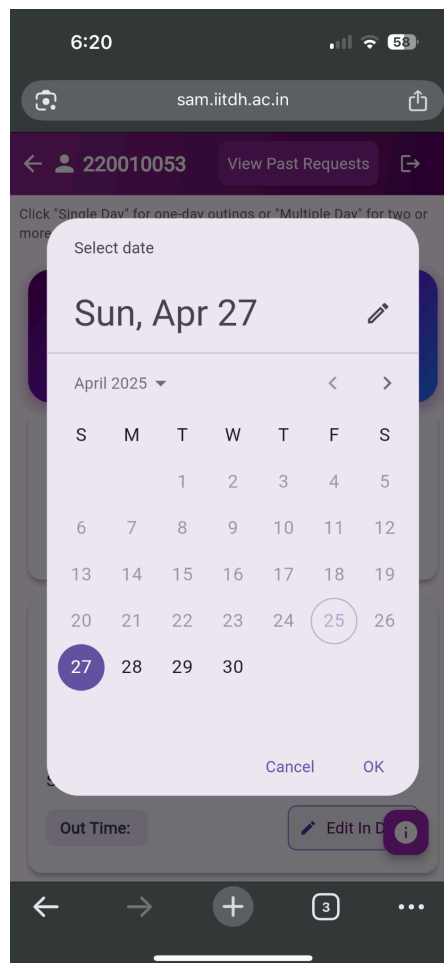 6:20
58
sam.iitdh.ac.in
220010053 View Past Requests
Click "Single Day" for one-day outings or "Multiple Day" for two or
more
Select date
Sun, Apr 27
April 2025
S M T W T F S
1 2 3 4 5
6 7 8 9 10 11 12
13 14 15 16 17 18 19
20 21 22 23 24 25 26
27 28 29 30
Cancel OK
Out Time: Edit In D
3